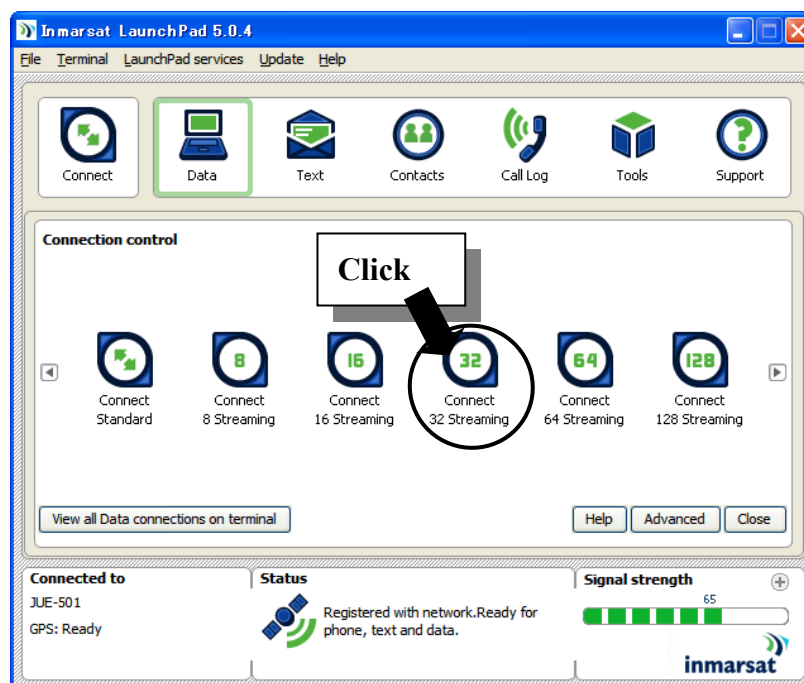 Inmarsat LaunchPad 5.0.4
File Terminal LaunchPad services Update Help
Connect Data Text Contacts Call Log Tools Support
Connection control
Click
8 16 32 64 128
Connect Connect Connect Connect Connect Connect
Standard 8 Streaming 16 Streaming 32 Streaming 64 Streaming 128 Streaming
View all Data connections on terminal Help Advanced Close
Connected to Status Signal strength
JUE-501
GPS: Ready
Registered with network.Ready for
phone, text and data.
65
inmarsat